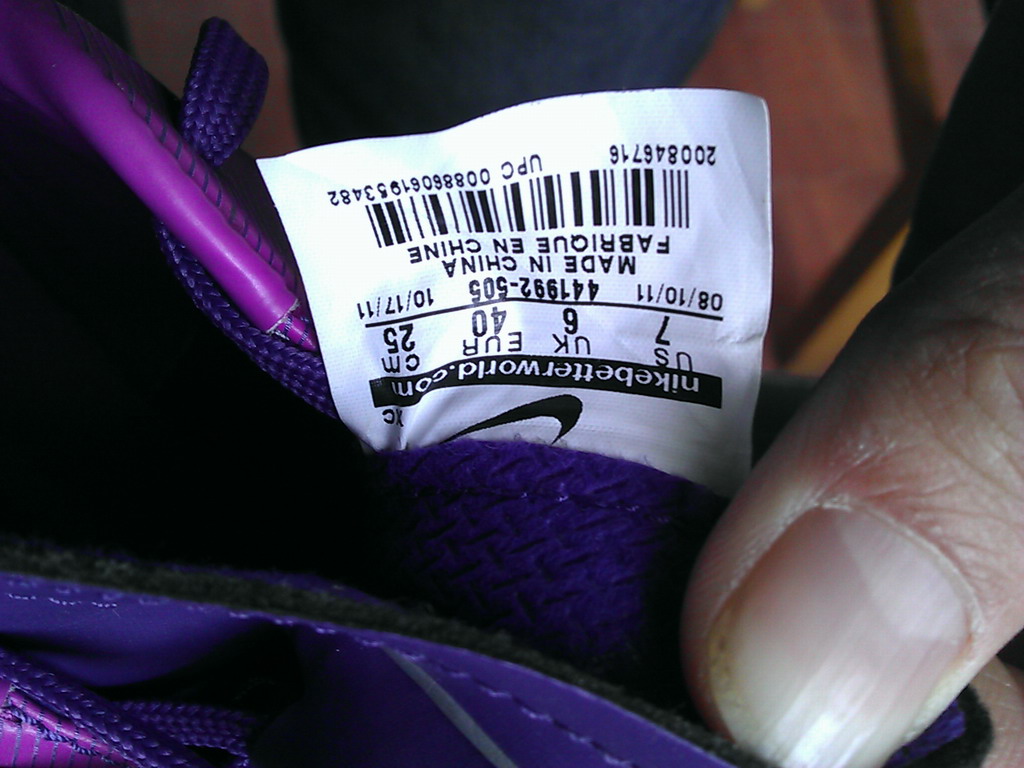 XC
nikebetterworld.com
US UK EUR CM
7 6 40 25
08/10/11 441992-505 10/17/11
MADE IN CHINA
FABRIQUE EN CHINE
200846716 UPC 00886061953482